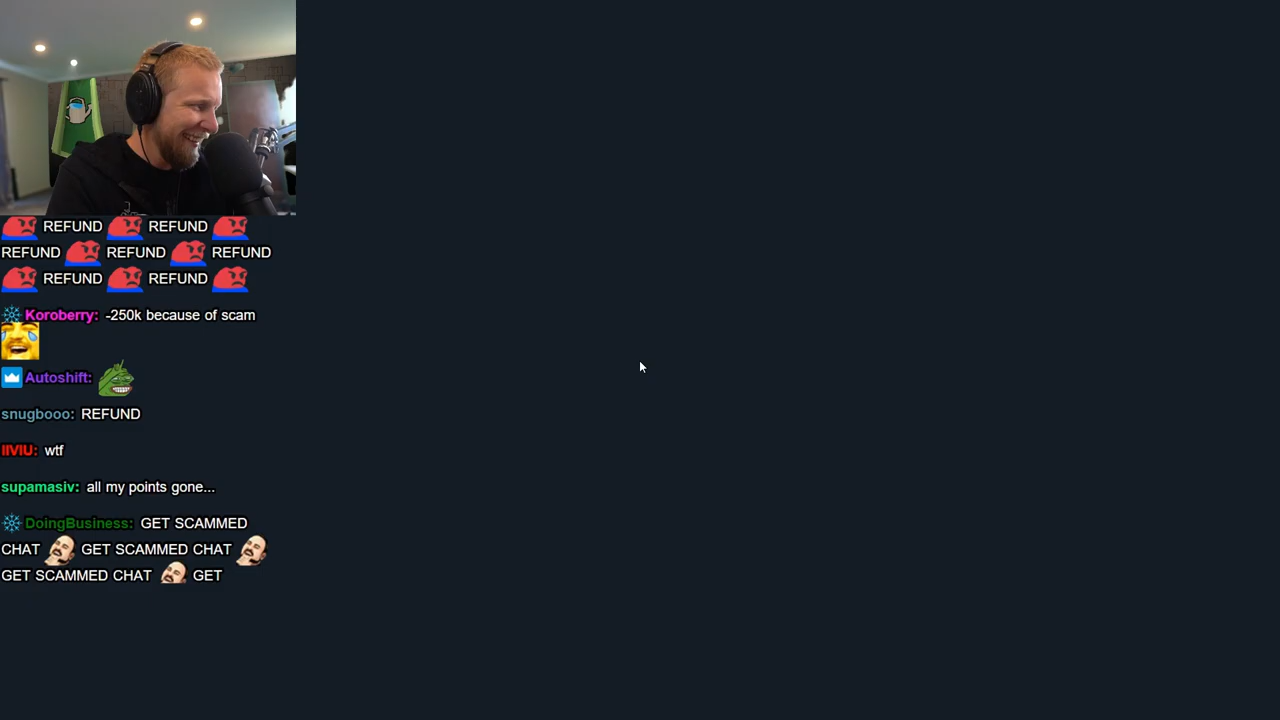 REFUND REFUND
REFUND REFUND REFUND
REFUND REFUND
Koroberry: -250k because of scam
Autoshift:
snugbooo: REFUND
IIVIU: wtf
supamasiv: all my points gone...
DoingBusiness: GET SCAMMED
CHAT GET SCAMMED CHAT
GET SCAMMED CHAT GET